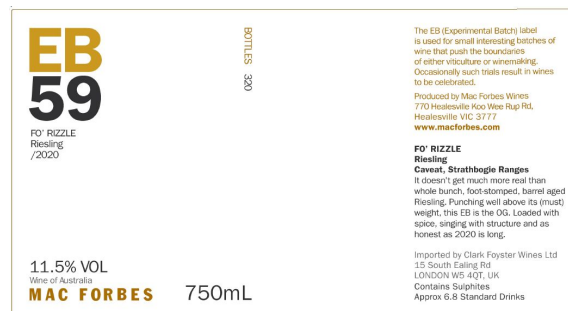 EB
59
FO' RIZZLE
Riesling
/2020
11.5% VOL
Wine of Australia
MAC FORBES
BOTTLES 320
750mL
The EB (Experimental Batch) label
is used for small interesting batches of
wine that push the boundaries
of either viticulture or winemaking.
Occasionally such trials result in wines
to be celebrated.
Produced by Mac Forbes Wines
770 Healesville Koo Wee Rup Rd,
Healesville VIC 3777
www.macforbes.com
FO' RIZZLE
Riesling
Caveat, Strathbogie Ranges
It doesn't get much more real than
whole bunch, foot-stomped, barrel aged
Riesling. Punching well above its (must)
weight, this EB is the OG. Loaded with
spice, singing with structure and as
honest as 2020 is long.
Imported by Clark Foyster Wines Ltd
15 South Ealing Rd
LONDON W5 4QT, UK
Contains Sulphites
Approx 6.8 Standard Drinks